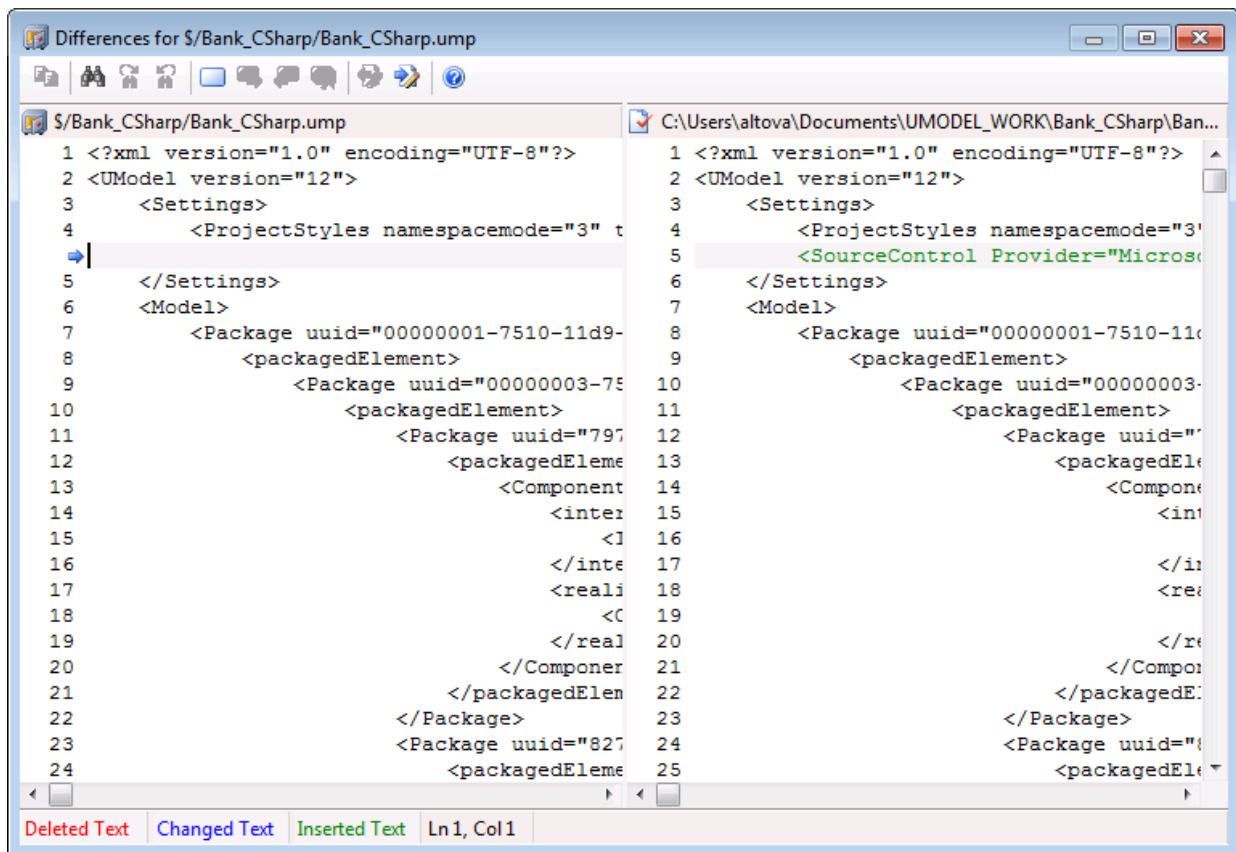 Differences for $/Bank_CSharp/Bank_CSharp.ump
$/Bank_CSharp/Bank_CSharp.ump
1 <?xml version="1.0" encoding="UTF-8"?>
2 <UModel version="12">
3 <Settings>
4 <ProjectStyles namespacemode="3" t
5 </Settings>
6 <Model>
7 <Package uuid="00000001-7510-11d9-
8 <packagedElement>
9 <Package uuid="00000003-75
10 <packagedElement>
11 <Package uuid="797
12 <packagedEleme
13 <Component
14 <inter
15 <I
16 </inte
17 <reali
18 <C
19 </real
20 </Componen
21 </packagedElem
22 </Package>
23 <Package uuid="827
24 <packagedEleme
C:\Users\altova\Documents\UMODEL_WORK\Bank_CSharp\Ban...
1 <?xml version="1.0" encoding="UTF-8"?>
2 <UModel version="12">
3 <Settings>
4 <ProjectStyles namespacemode="3"
5 <SourceControl Provider="Microso
6 </Settings>
7 <Model>
8 <Package uuid="00000001-7510-11d
9 <packagedElement>
10 <Package uuid="00000003-
11 <packagedElement>
12 <Package uuid="
13 <packagedEle
14 <Compone
15 <int
16
17 </in
18 <rea
19
20 </re
21 </Compon
22 </packagedE
23 </Package>
24 <Package uuid="8
25 <packagedEle
Deleted Text Changed Text Inserted Text Ln 1, Col 1